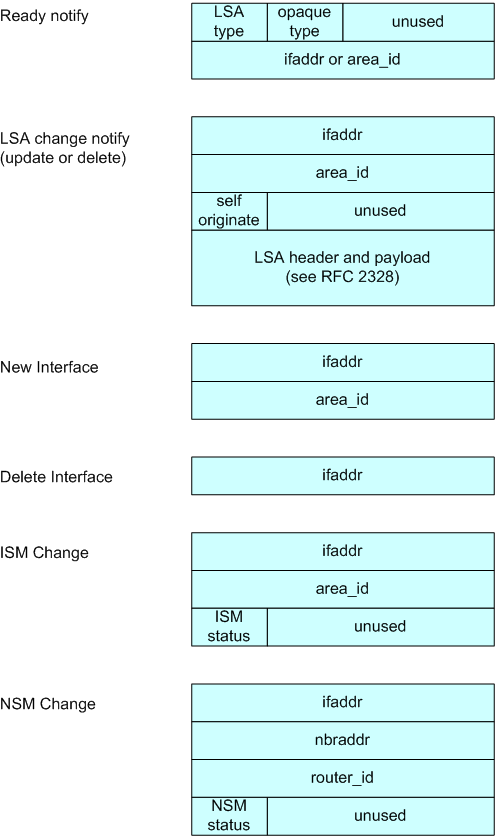 Ready notify
LSA type
opaque type
unused
ifaddr or area_id
LSA change notify
(update or delete)
ifaddr
area_id
self originate
unused
LSA header and payload
(see RFC 2328)
New Interface
ifaddr
area_id
Delete Interface
ifaddr
ISM Change
ifaddr
area_id
ISM status
unused
NSM Change
ifaddr
nbraddr
router_id
NSM status
unused